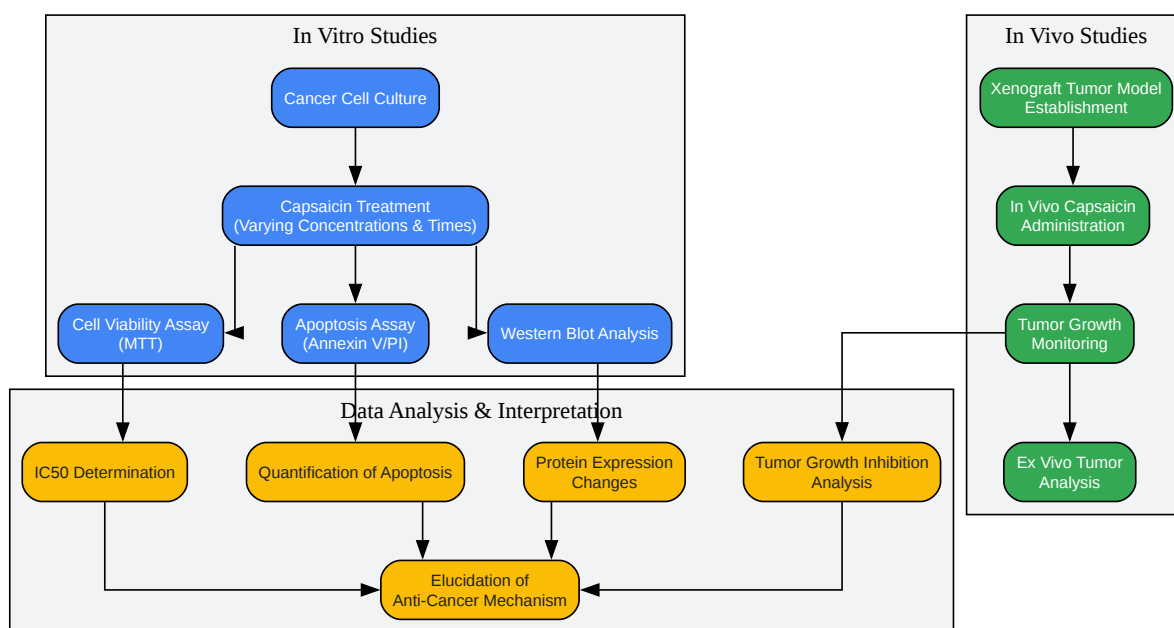 In Vitro Studies
Cancer Cell Culture
Capsaicin Treatment
(Varying Concentrations & Times)
Cell Viability Assay
(MTT)
Apoptosis Assay
(Annexin V/PI)
Western Blot Analysis
In Vivo Studies
Xenograft Tumor Model
Establishment
In Vivo Capsaicin
Administration
Tumor Growth
Monitoring
Ex Vivo Tumor
Analysis
Data Analysis & Interpretation
IC50 Determination
Quantification of Apoptosis
Protein Expression
Changes
Tumor Growth Inhibition
Analysis
Elucidation of
Anti-Cancer Mechanism